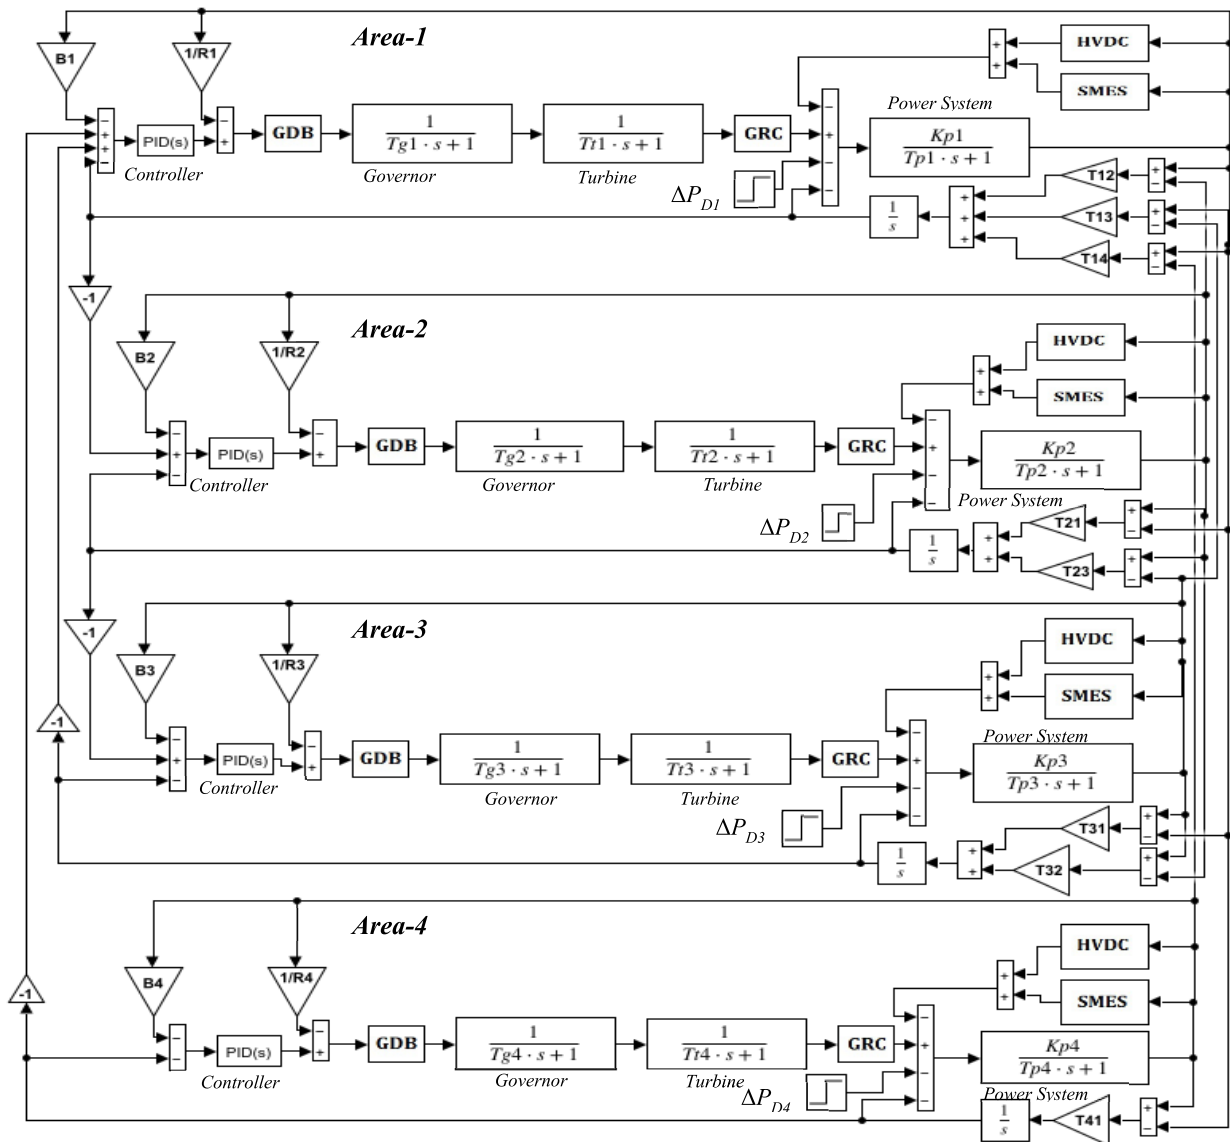 Area-1
B1
1/R1
HVDC
SMES
+
+
−
+
+
−
PID(s)
Controller
−
+
GDB
1
Tg1 · s + 1
Governor
1
Tt1 · s + 1
Turbine
GRC
ΔP_D1
−
+
−
−
Power System
Kp1
Tp1 · s + 1
T12
+
−
T13
+
−
T14
+
−
+
+
+
1
s
-1
Area-2
B2
1/R2
HVDC
SMES
+
+
−
+
−
PID(s)
Controller
−
+
GDB
1
Tg2 · s + 1
Governor
1
Tt2 · s + 1
Turbine
GRC
ΔP_D2
−
+
−
−
Kp2
Tp2 · s + 1
Power System
T21
+
−
T23
+
−
+
+
1
s
-1
Area-3
B3
1/R3
HVDC
SMES
+
+
-1
−
+
−
PID(s)
Controller
−
+
GDB
1
Tg3 · s + 1
Governor
1
Tt3 · s + 1
Turbine
GRC
ΔP_D3
−
+
−
−
Power System
Kp3
Tp3 · s + 1
T31
+
−
T32
+
−
+
+
1
s
Area-4
B4
1/R4
HVDC
SMES
+
+
-1
−
−
PID(s)
Controller
−
+
GDB
1
Tg4 · s + 1
Governor
1
Tt4 · s + 1
Turbine
GRC
ΔP_D4
−
+
−
−
Kp4
Tp4 · s + 1
Power System
1
s
T41
+
−